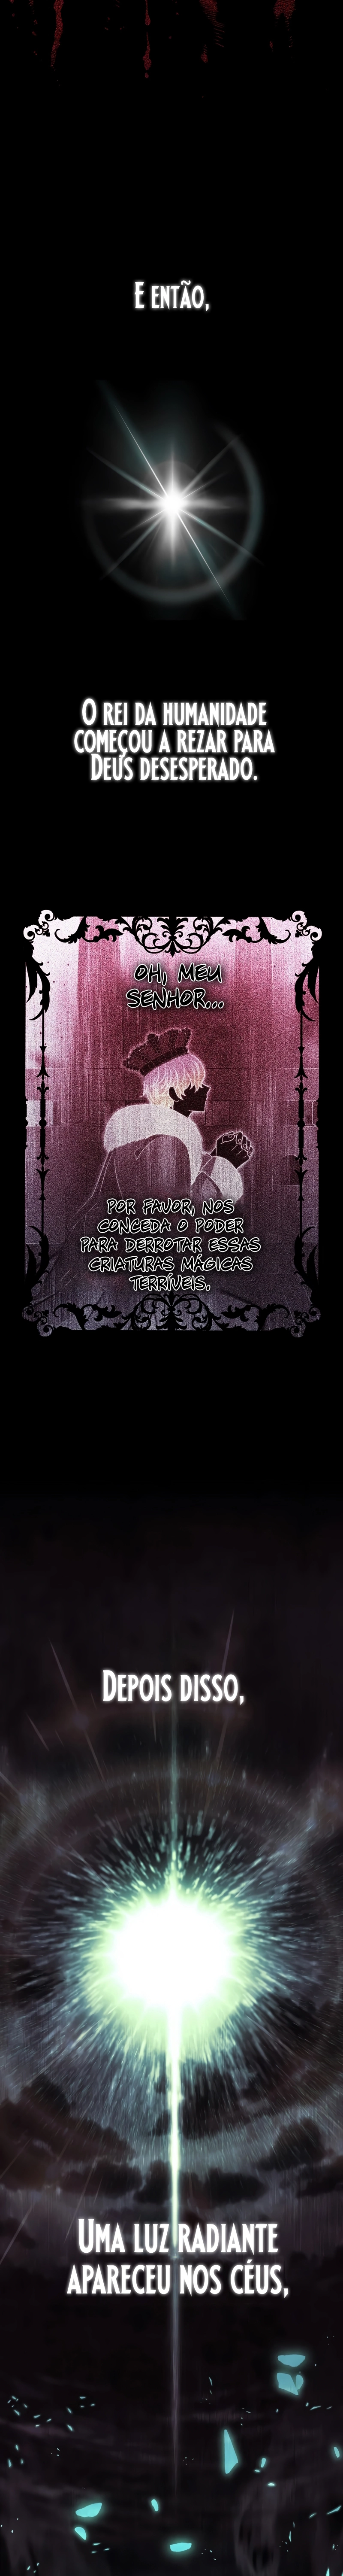 E ENTÃO,
O REI DA HUMANIDADE
COMEÇOU A REZAR PARA
DEUS DESESPERADO.
OH, MEU
SENHOR...
POR FAVOR, NOS
CONCEDA O PODER
PARA DERROTAR ESSAS
CRIATURAS MÁGICAS
TERRÍVEIS.
DEPOIS DISSO,
UMA LUZ RADIANTE
APARECEU NOS CÉUS,